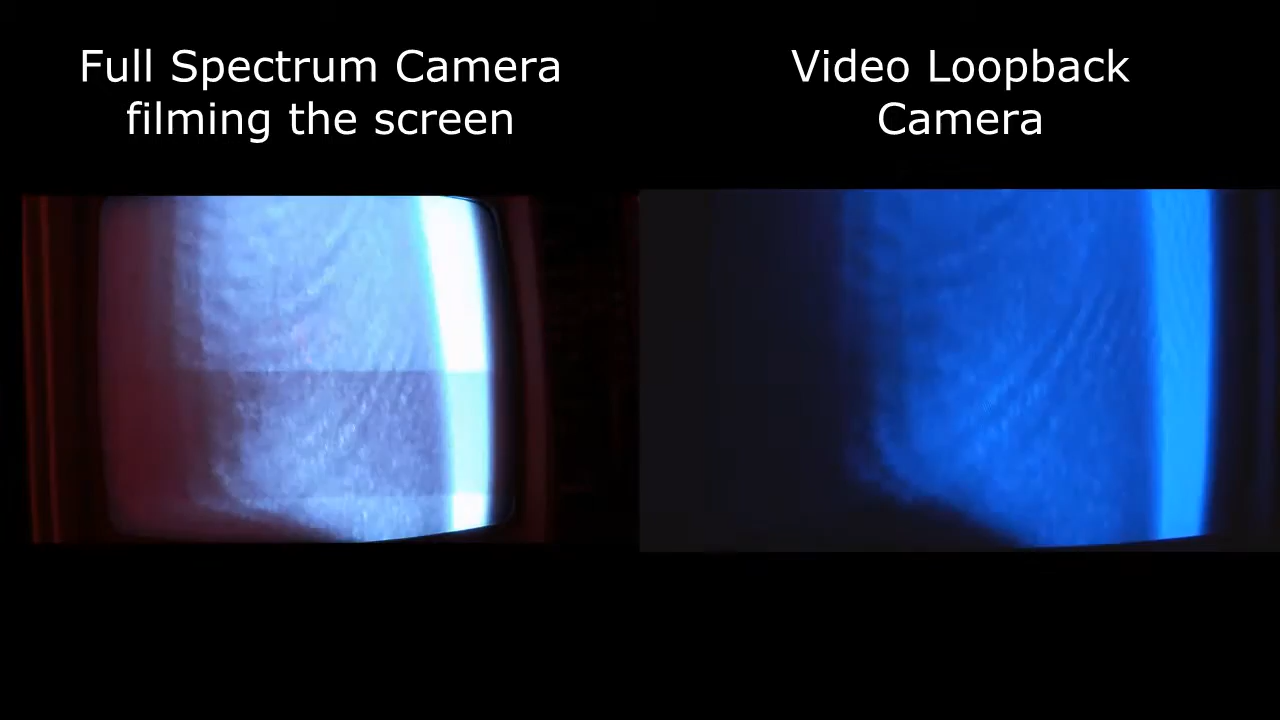 Full Spectrum Camera
filming the screen
Video Loopback
Camera